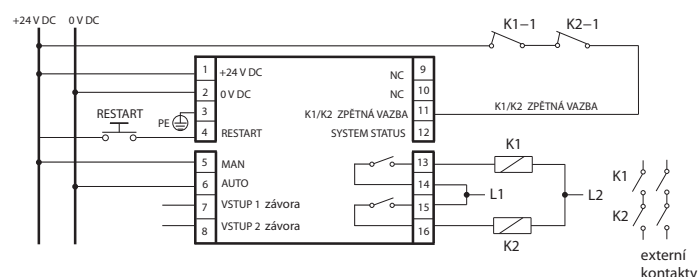 +24 V DC 0 V DC
K1–1 K2–1
1 +24 V DC NC 9
2 0 V DC NC 10
3 K1/K2 ZPĚTNÁ VAZBA 11 K1/K2 ZPĚTNÁ VAZBA
RESTART PE
4 RESTART SYSTEM STATUS 12
K1
5 MAN 13
6 AUTO 14
L1 L2
7 VSTUP 1 závora 15
8 VSTUP 2 závora 16
K2
K1
K2
externí
kontakty